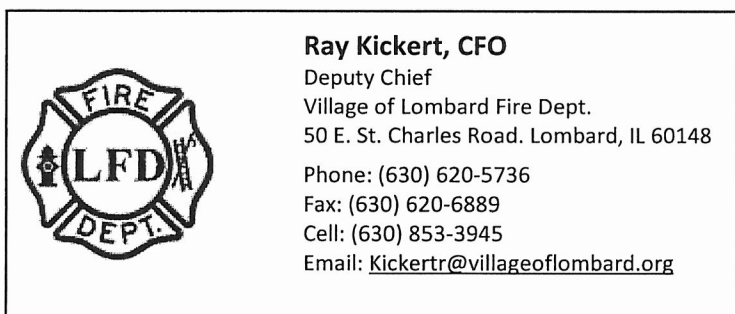 FIRE
LFD
DEPT.
Ray Kickert, CFO
Deputy Chief
Village of Lombard Fire Dept.
50 E. St. Charles Road. Lombard, IL 60148
Phone: (630) 620-5736
Fax: (630) 620-6889
Cell: (630) 853-3945
Email: Kickertr@villageoflombard.org